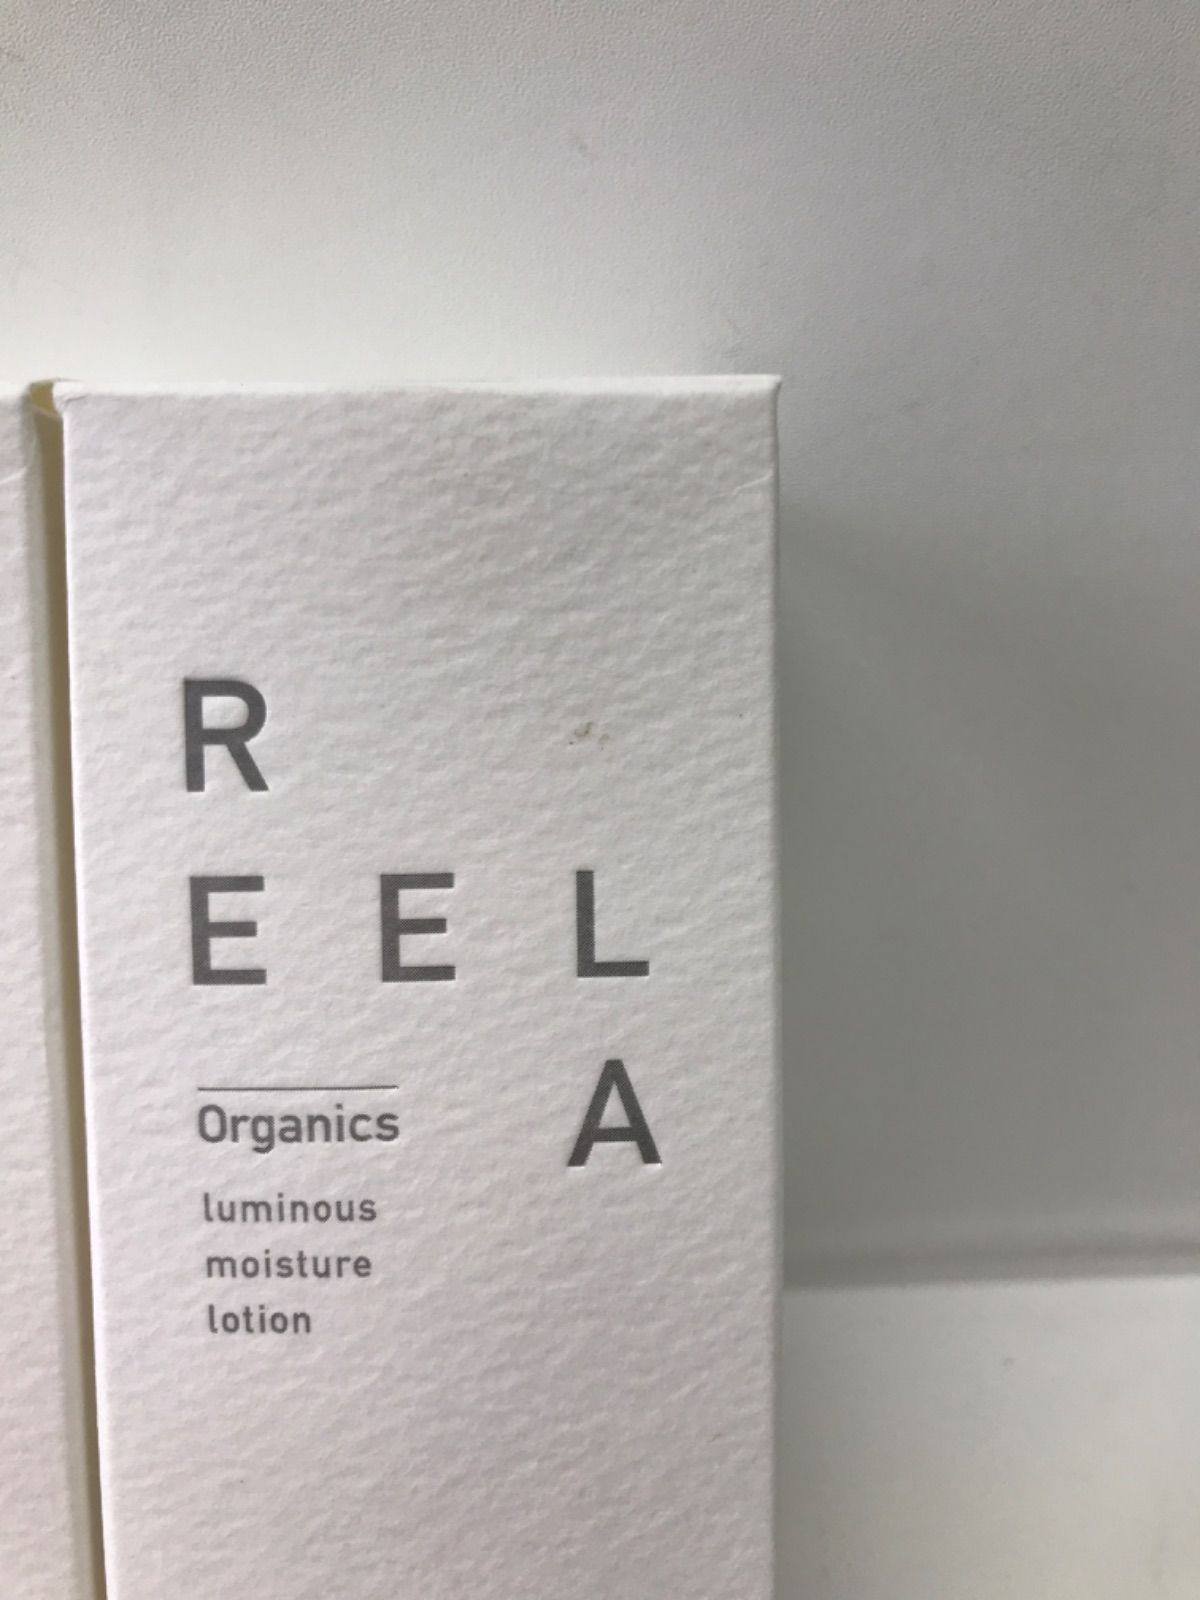 R
E E L
A
Organics
luminous
moisture
lotion